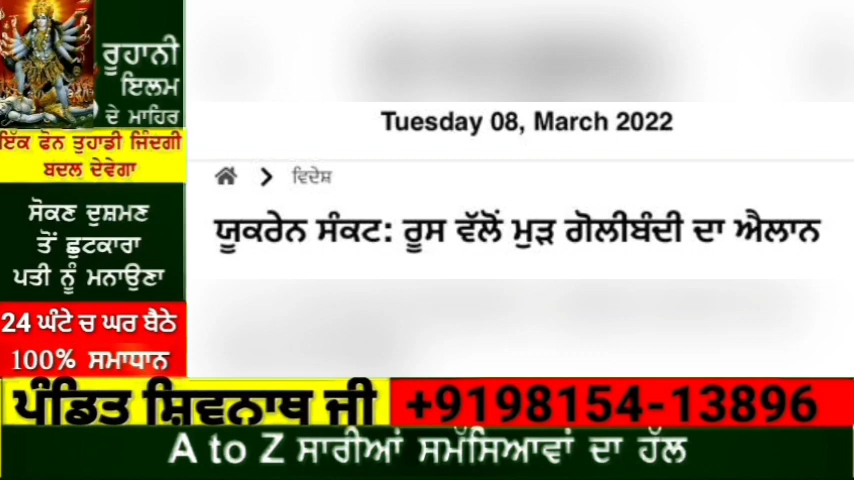 ਰੂਹਾਨੀ
ਇਲਮ
ਦੇ ਮਾਹਿਰ
ਇੱਕ ਫੋਨ ਤੁਹਾਡੀ ਜਿੰਦਗੀ
ਬਦਲ ਦੇਵੇਗਾ
ਸੋਕਣ ਦੁਸ਼ਮਣ
ਤੋਂ ਛੁਟਕਾਰਾ
ਪਤੀ ਨੂੰ ਮਨਾਉਣਾ
24 ਘੰਟੇ ਚ ਘਰ ਬੈਠੇ
100% ਸਮਾਧਾਨ
Tuesday 08, March 2022
ਵਿਦੇਸ਼
ਯੂਕਰੇਨ ਸੰਕਟ: ਰੂਸ ਵੱਲੋਂ ਮੁੜ ਗੋਲੀਬੰਦੀ ਦਾ ਐਲਾਨ
ਪੰਡਿਤ ਸ਼ਿਵਨਾਥ ਜੀ +9198154-13896
A to Z ਸਾਰੀਆਂ ਸਮੱਸਿਆਵਾਂ ਦਾ ਹੱਲ